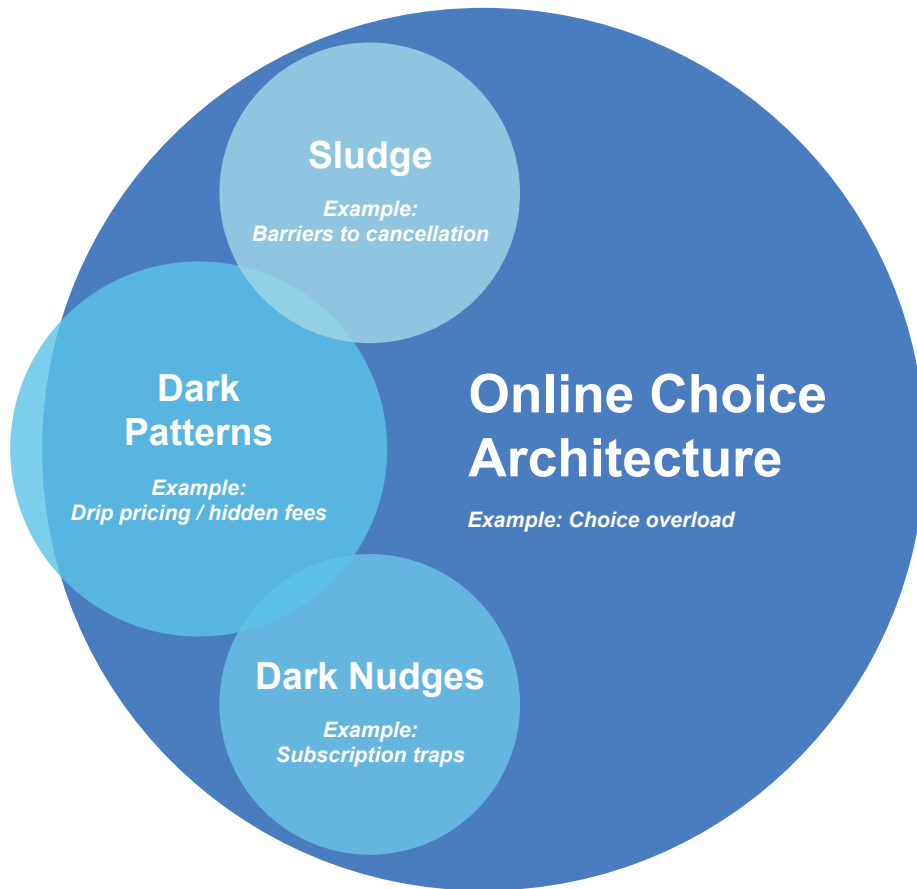 Sludge
Example:
Barriers to cancellation
Dark
Patterns
Example:
Drip pricing / hidden fees
Online Choice
Architecture
Example: Choice overload
Dark Nudges
Example:
Subscription traps